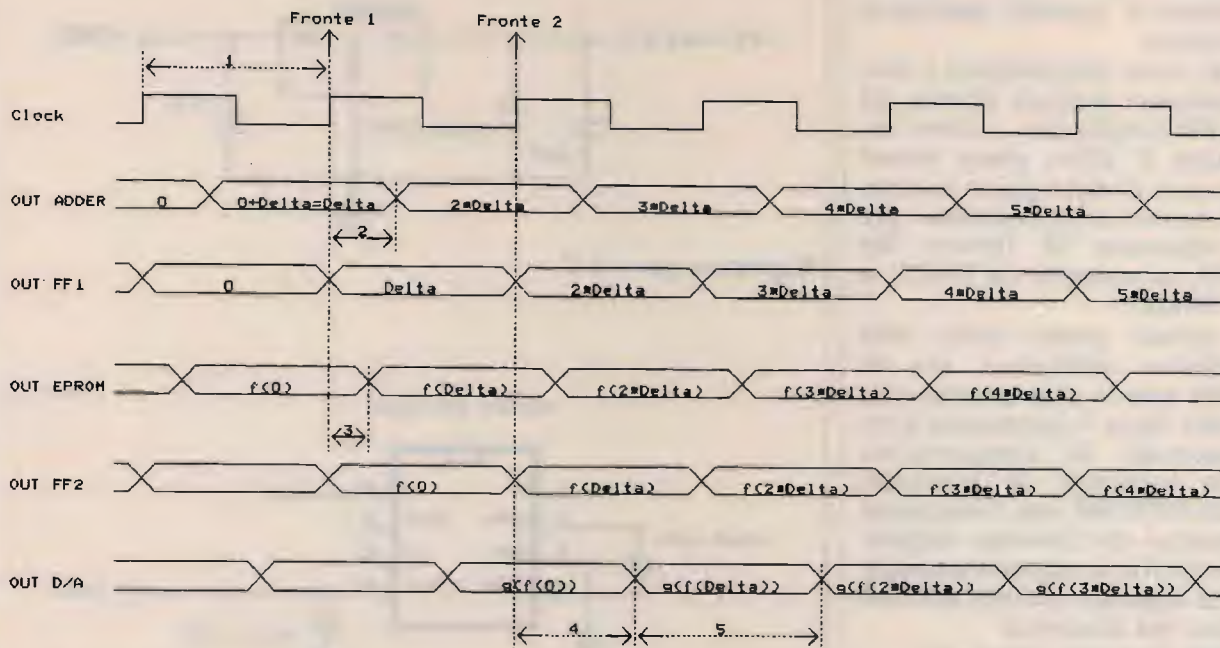 Fronte 1 Fronte 2
1
Clock
OUT ADDER 0 0+Delta=Delta 2*Delta 3*Delta 4*Delta 5*Delta
2
OUT FF1 0 Delta 2*Delta 3*Delta 4*Delta 5*Delta
OUT EPROM f(0) f(Delta) f(2*Delta) f(3*Delta) f(4*Delta)
3
OUT FF2 f(0) f(Delta) f(2*Delta) f(3*Delta) f(4*Delta)
OUT D/A g(f(0)) g(f(Delta)) g(f(2*Delta)) g(f(3*Delta))
4 5